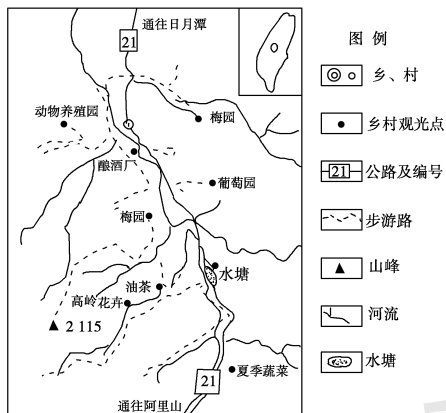 通往日月潭
21
动物养殖园
梅园
酿酒厂
葡萄园
梅园
水塘
油茶
高岭花卉
2 115
夏季蔬菜
21
通往阿里山
图例
乡、村
乡村观光点
21
公路及编号
步游路
山峰
河流
水塘